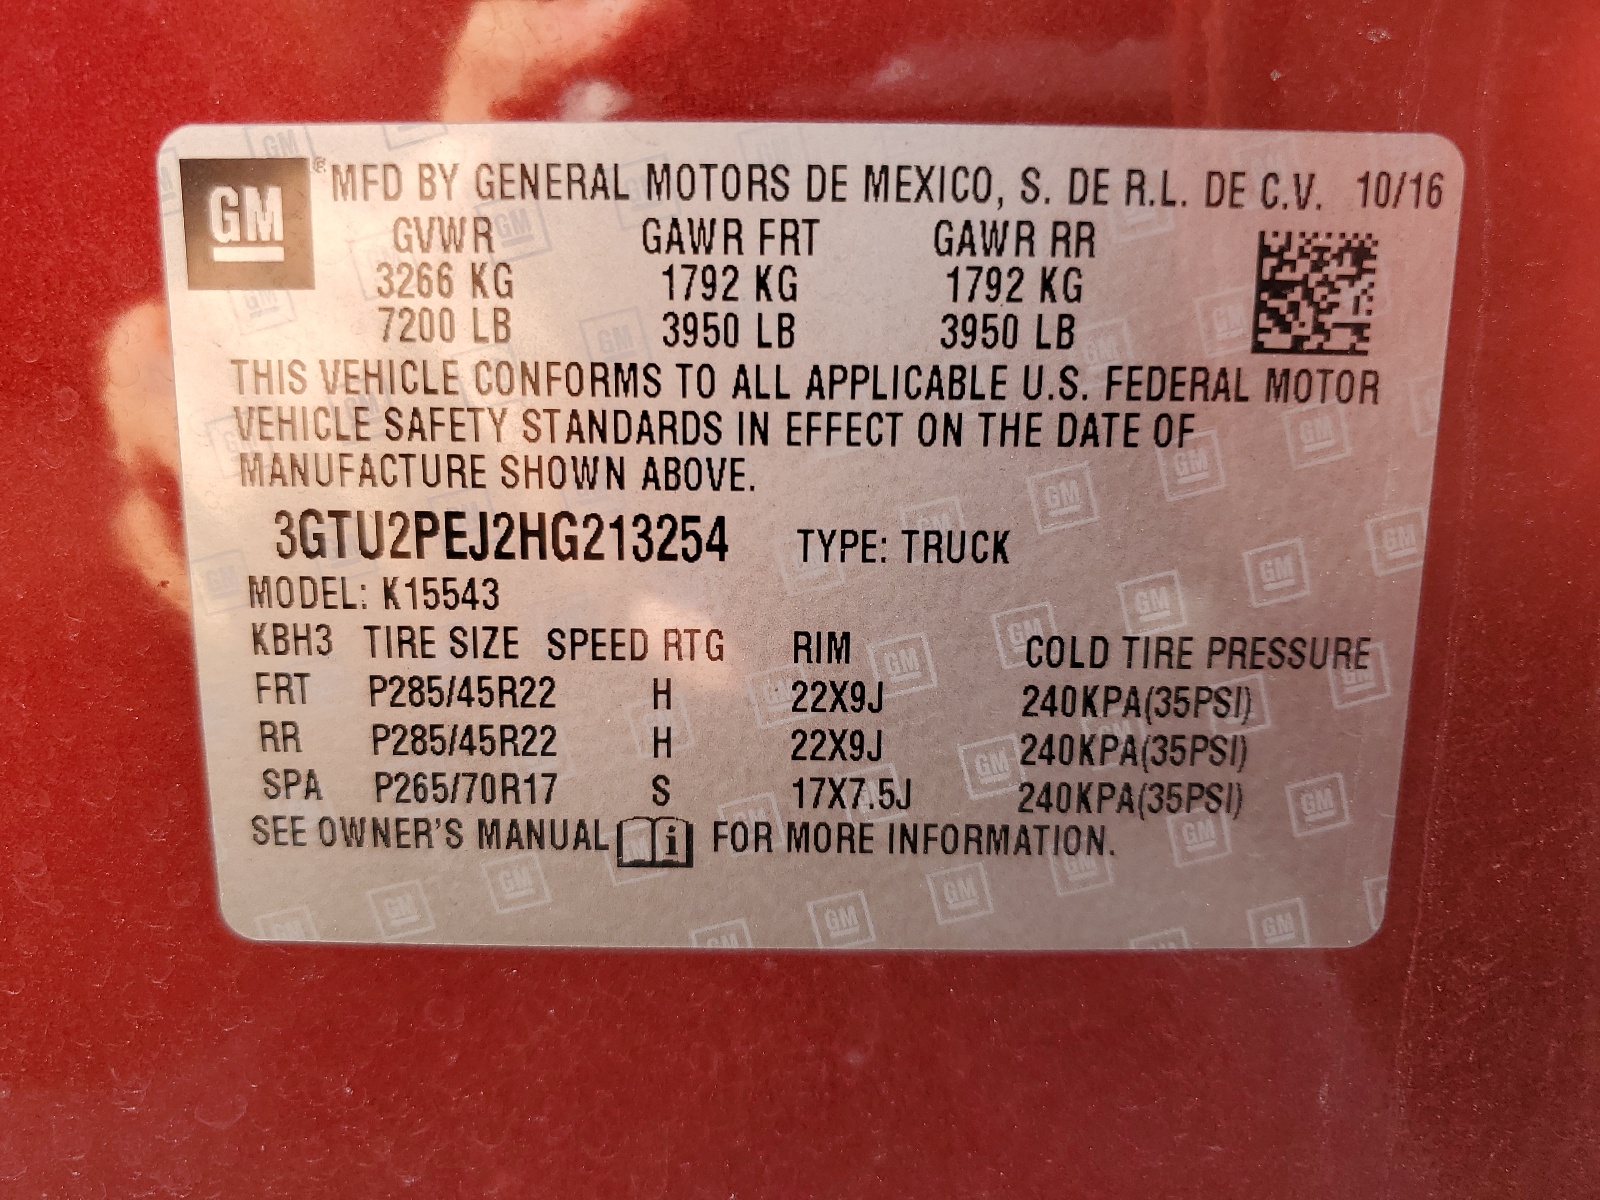 GM ® MFD BY GENERAL MOTORS DE MEXICO, S. DE R.L. DE C.V. 10/16
GVWR GAWR FRT GAWR RR
3266 KG 1792 KG 1792 KG
7200 LB 3950 LB 3950 LB
THIS VEHICLE CONFORMS TO ALL APPLICABLE U.S. FEDERAL MOTOR
VEHICLE SAFETY STANDARDS IN EFFECT ON THE DATE OF
MANUFACTURE SHOWN ABOVE.
3GTU2PEJ2HG213254 TYPE: TRUCK
MODEL: K15543
KBH3 TIRE SIZE SPEED RTG RIM COLD TIRE PRESSURE
FRT P285/45R22 H 22X9J 240KPA(35PSI)
RR P285/45R22 H 22X9J 240KPA(35PSI)
SPA P265/70R17 S 17X7.5J 240KPA(35PSI)
SEE OWNER'S MANUAL i FOR MORE INFORMATION.